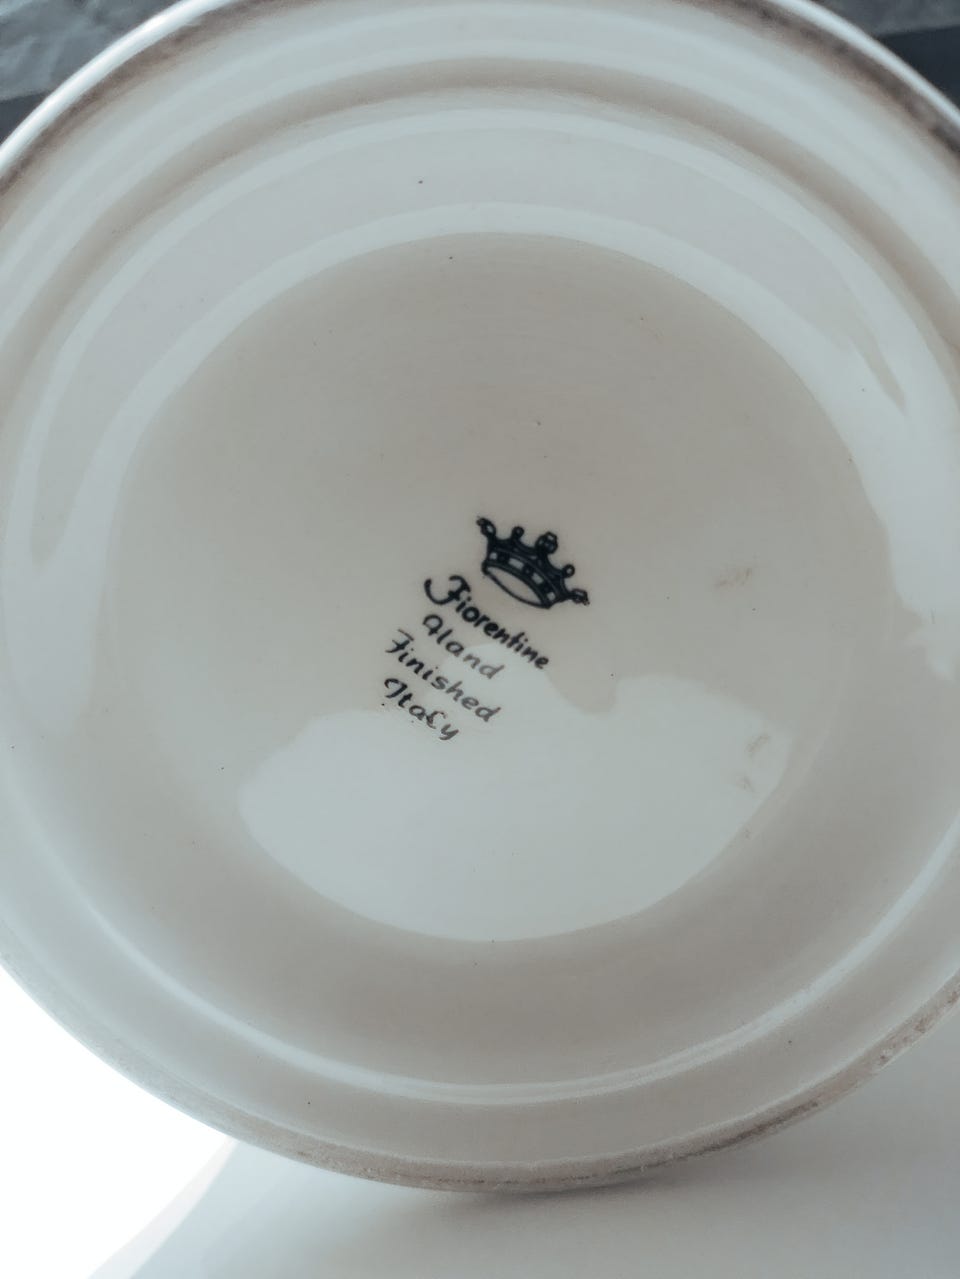 Fiorentine
Hand
Finished
Italy